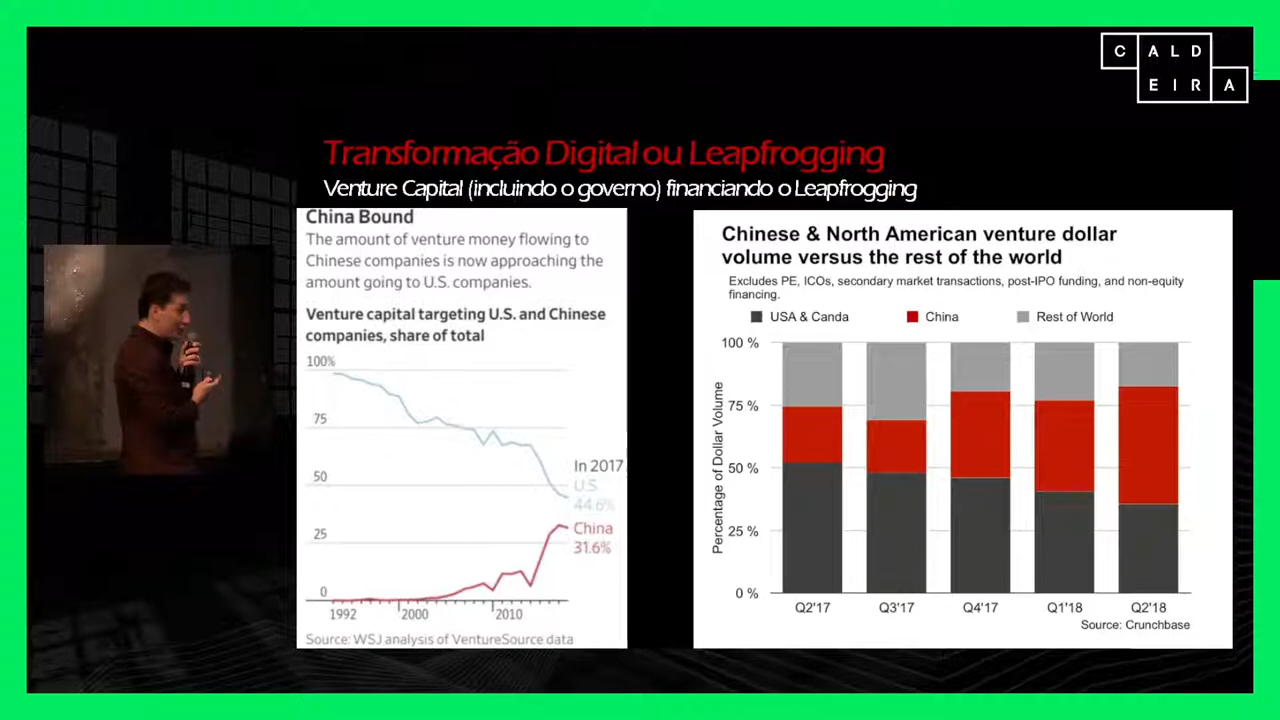 CALD
EIRA
Transformação Digital ou Leapfrogging
Venture Capital (incluindo o governo) financiando o Leapfrogging
China Bound
The amount of venture money flowing to
Chinese companies is now approaching the
amount going to U.S. companies.
Venture capital targeting U.S. and Chinese
companies, share of total
100%
75
50
25
0
In 2017
U.S.
44.6%
China
31.6%
1992 2000 2010
Source: WSJ analysis of VentureSource data
Chinese & North American venture dollar
volume versus the rest of the world
Excludes PE, ICOs, secondary market transactions, post-IPO funding, and non-equity
financing.
USA & Canda China Rest of World
Percentage of Dollar Volume
100 %
75 %
50 %
25 %
0 %
Q2'17 Q3'17 Q4'17 Q1'18 Q2'18
Source: Crunchbase